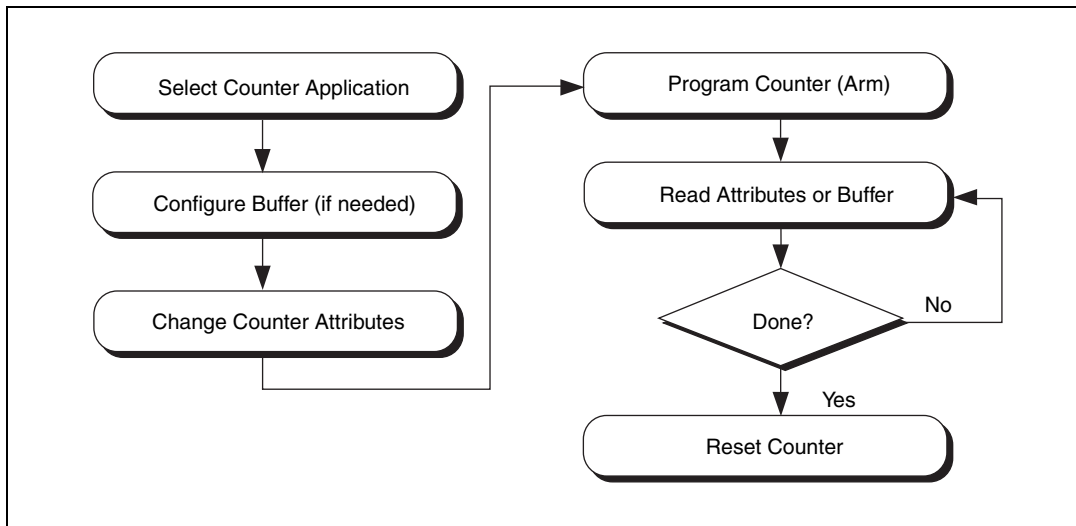 Select Counter Application
Configure Buffer (if needed)
Change Counter Attributes
Program Counter (Arm)
Read Attributes or Buffer
Done?
No
Yes
Reset Counter